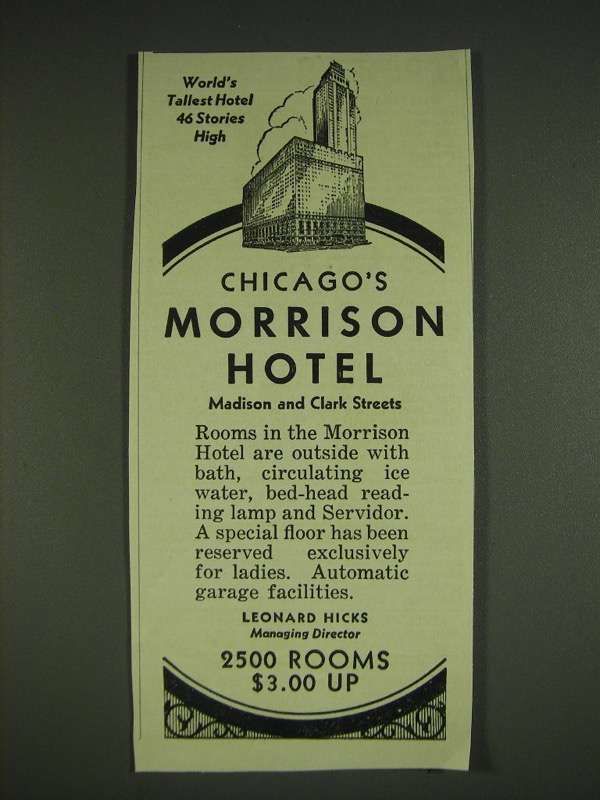 World's
Tallest Hotel
46 Stories
High
CHICAGO'S
MORRISON
HOTEL
Madison and Clark Streets
Rooms in the Morrison
Hotel are outside with
bath, circulating ice
water, bed-head read-
ing lamp and Servidor.
A special floor has been
reserved exclusively
for ladies. Automatic
garage facilities.
LEONARD HICKS
Managing Director
2500 ROOMS
$3.00 UP